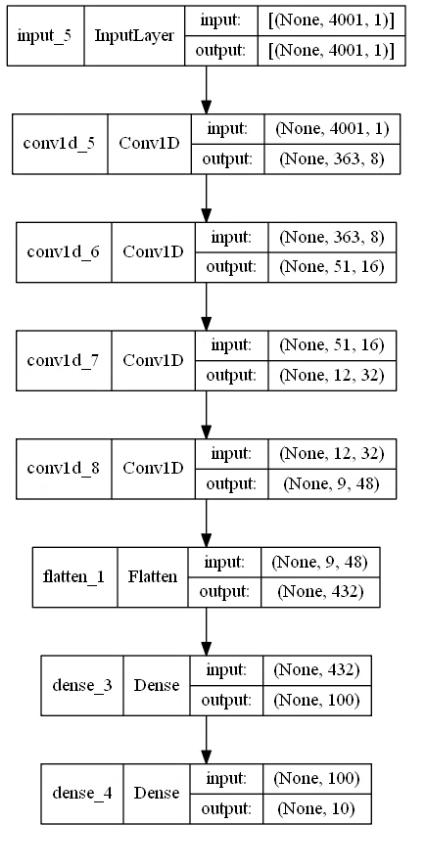 input_5 InputLayer input: [(None, 4001, 1)]
output: [(None, 4001, 1)]
conv1d_5 Conv1D input: (None, 4001, 1)
output: (None, 363, 8)
conv1d_6 Conv1D input: (None, 363, 8)
output: (None, 51, 16)
conv1d_7 Conv1D input: (None, 51, 16)
output: (None, 12, 32)
conv1d_8 Conv1D input: (None, 12, 32)
output: (None, 9, 48)
flatten_1 Flatten input: (None, 9, 48)
output: (None, 432)
dense_3 Dense input: (None, 432)
output: (None, 100)
dense_4 Dense input: (None, 100)
output: (None, 10)